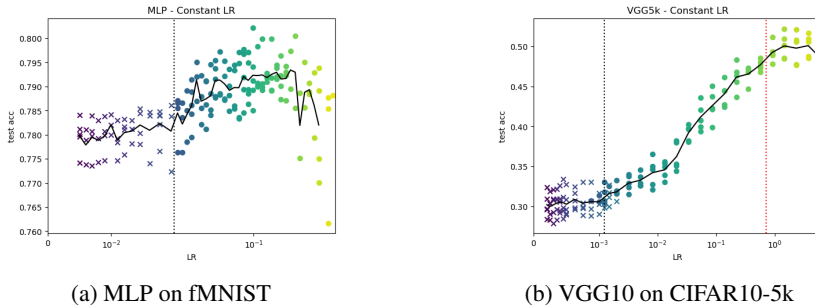 MLP - Constant LR
0.800
0.795
0.790
0.785
0.780
0.775
0.770
0.765
0.760
test acc
0
10⁻²
10⁻¹
LR
(a) MLP on fMNIST
VGG5k - Constant LR
0.50
0.45
0.40
0.35
0.30
test acc
0
10⁻³
10⁻²
10⁻¹
10⁰
LR
(b) VGG10 on CIFAR10-5k